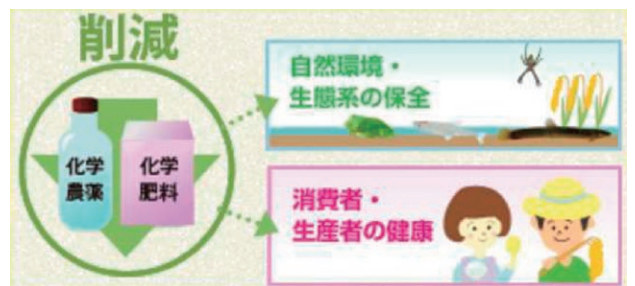 削減
化学
農薬
化学
肥料
自然環境・
生態系の保全
消費者・
生産者の健康